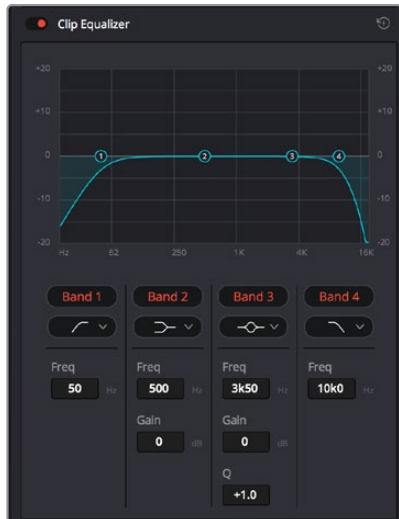 Clip Equalizer
+20 +20
+10 +10
0 1 2 3 4 0
-10 -10
-20 -20
Hz 62 250 1K 4K 16K
Band 1 Band 2 Band 3 Band 4
Freq Freq Freq Freq
50 Hz 500 Hz 3k50 Hz 10k0 Hz
Gain Gain
0 dB 0 dB
Q
+1.0